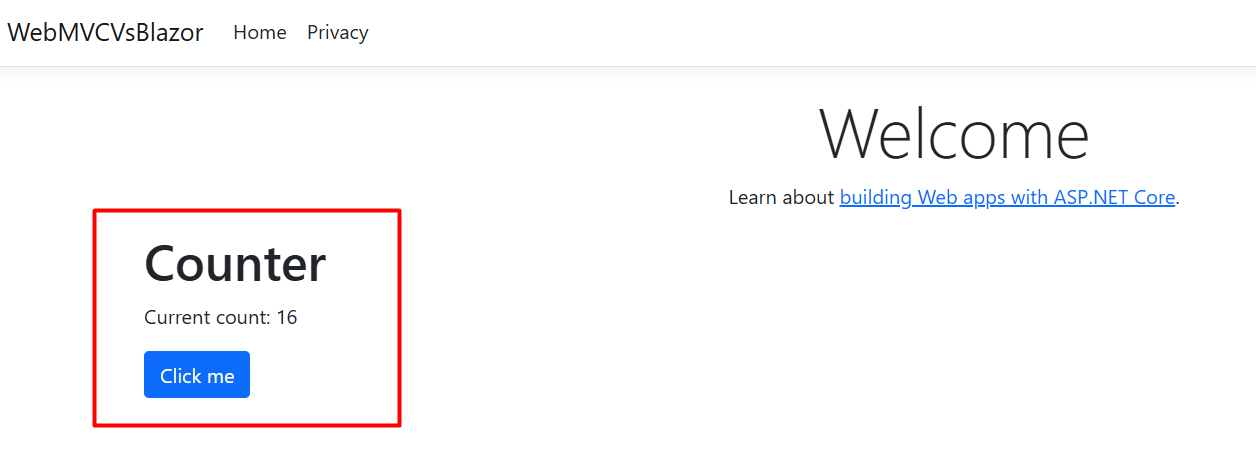 WebMVCVsBlazor Home Privacy
Welcome
Learn about building Web apps with ASP.NET Core.
Counter
Current count: 16
Click me